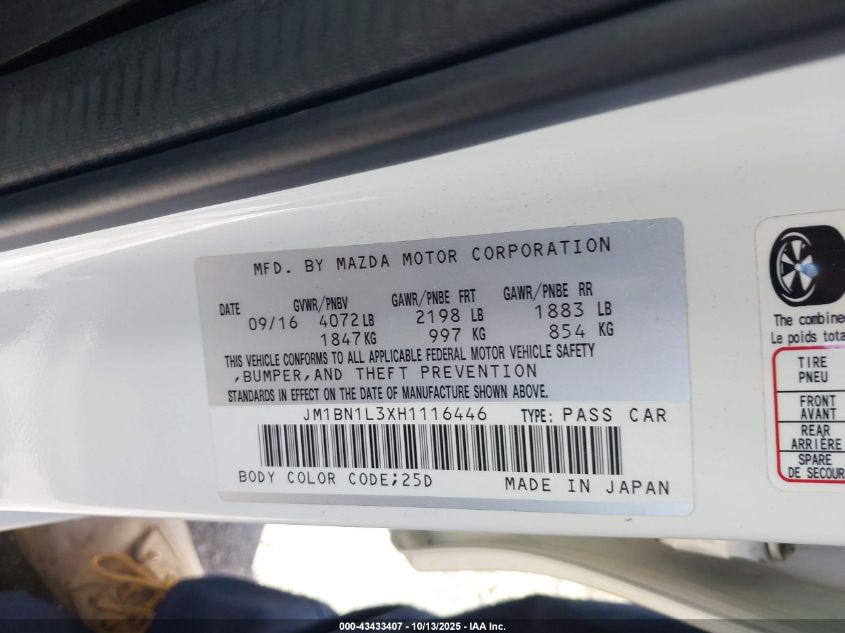 MFD. BY MAZDA MOTOR CORPORATION
DATE GVWR/PNBV GAWR/PNBE FRT GAWR/PNBE RR
09/16 4072LB 2198 LB 1883 LB
1847KG 997 KG 854 KG
THIS VEHICLE CONFORMS TO ALL APPLICABLE FEDERAL MOTOR VEHICLE SAFETY
,BUMPER,AND THEFT PREVENTION
STANDARDS IN EFFECT ON THE DATE OF MANUFACTURE SHOWN ABOVE.
JM1BN1L3XH1116446 TYPE: PASS CAR
BODY COLOR CODE;25D MADE IN JAPAN
The combined
Le poids tota
TIRE
PNEU
FRONT
AVANT
REAR
ARRIÈRE
SPARE
DE SECOUR
000-43433407 - 10/13/2025 - IAA Inc.